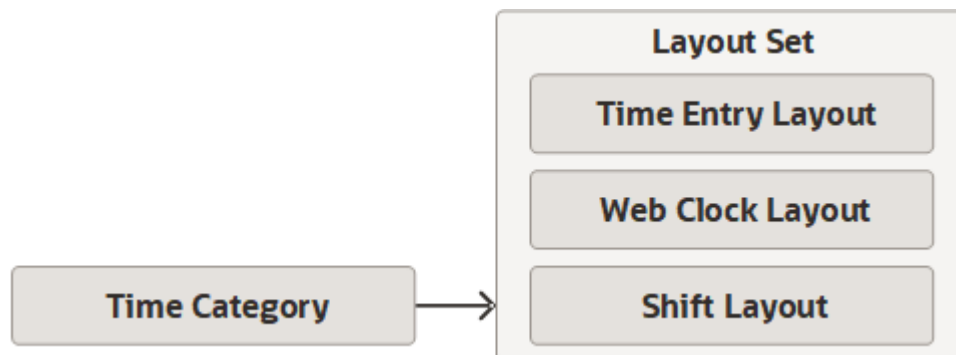 Layout Set
Time Entry Layout
Web Clock Layout
Time Category
Shift Layout